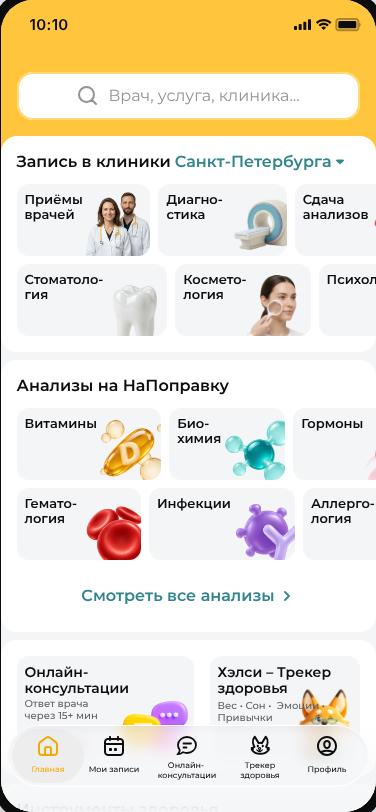 10:10
Врач, услуга, клиника...
Запись в клиники Санкт-Петербурга
Приёмы
врачей
Диагно-
стика
Сдача
анализов
Стоматоло-
гия
Космето-
логия
Психол
Анализы на НаПоправку
Витамины
D
Био-
химия
Гормоны
Гемато-
логия
Инфекции
Аллерго-
логия
Смотреть все анализы
Онлайн-
консультации
Ответ врача
через 15+ мин
Хэлси – Трекер
здоровья
Вес • Сон • Эмоции
Привычки
Главная
Мои записи
Онлайн-
консультации
Трекер
здоровья
Профиль
Инструменты здоровья